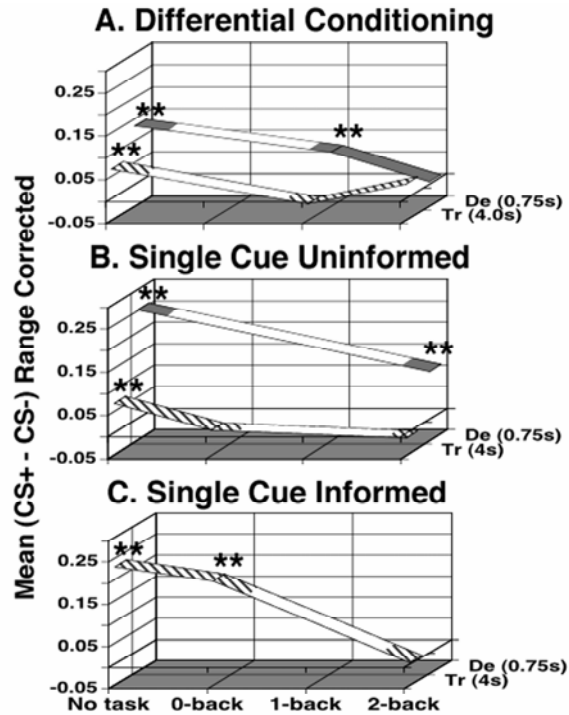 A. Differential Conditioning
0.25
**
**
0.15
**
0.05
De (0.75s)
Tr (4.0s)
-0.05
B. Single Cue Uninformed
**
0.25
**
0.15
**
0.05
De (0.75s)
Tr (4s)
-0.05
C. Single Cue Informed
0.25
**
**
0.15
0.05
De (0.75s)
Tr (4s)
-0.05
No task 0-back 1-back 2-back
Mean (CS+ - CS-) Range Corrected